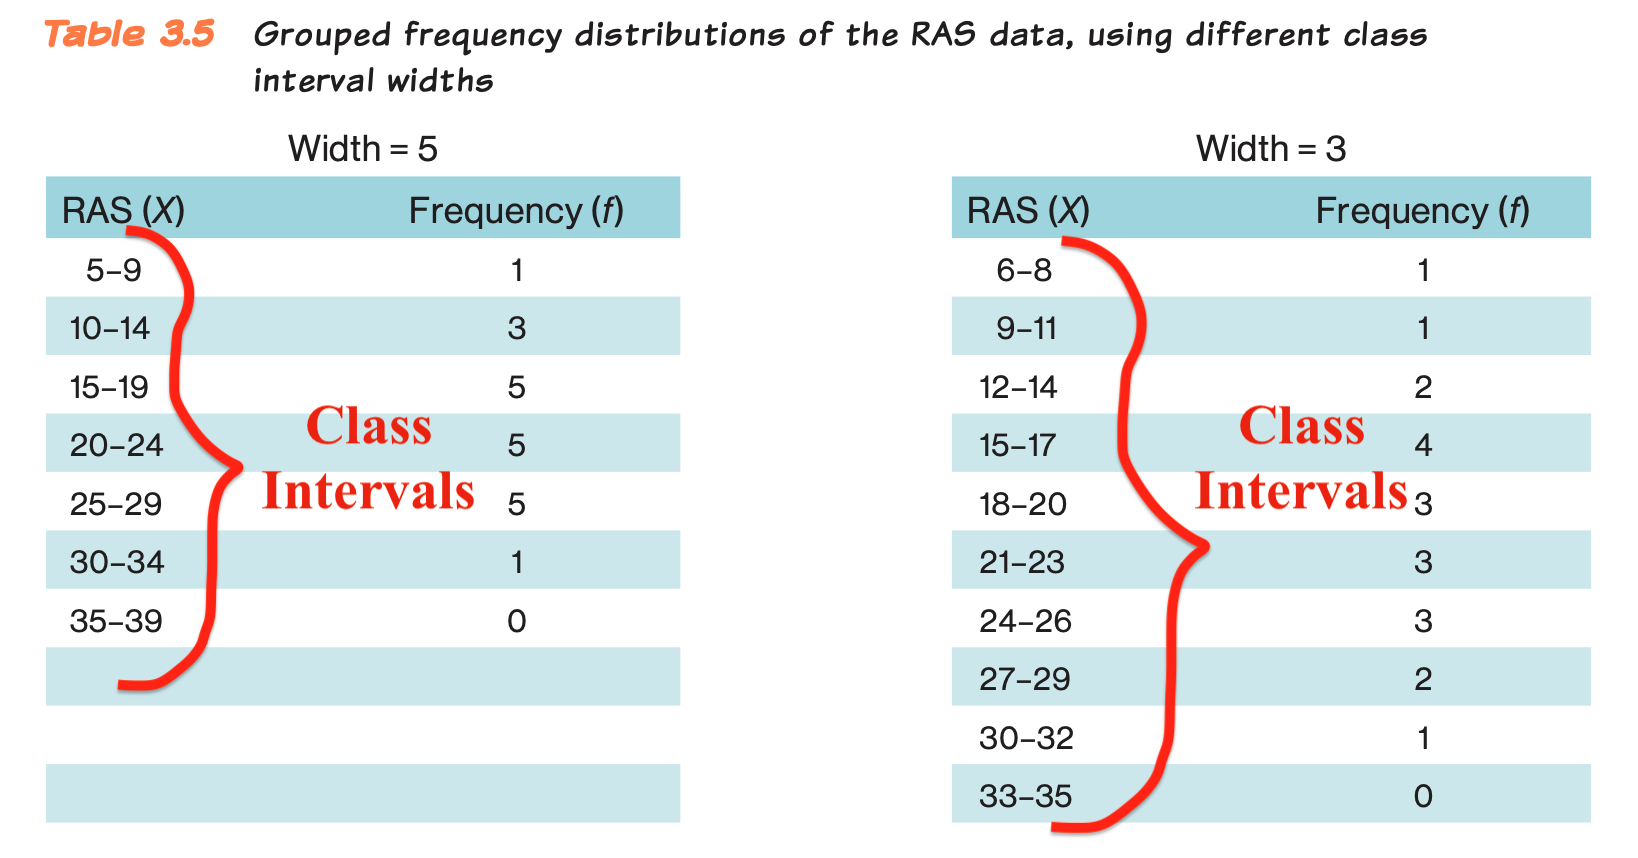 Table 3.5 Grouped frequency distributions of the RAS data, using different class
interval widths
Width = 5
RAS (X) Frequency (f)
5–9 1
10–14 3
15–19 5
20–24 5
25–29 5
30–34 1
35–39 0
Class
Intervals
Width = 3
RAS (X) Frequency (f)
6–8 1
9–11 1
12–14 2
15–17 4
18–20 3
21–23 3
24–26 3
27–29 2
30–32 1
33–35 0
Class
Intervals